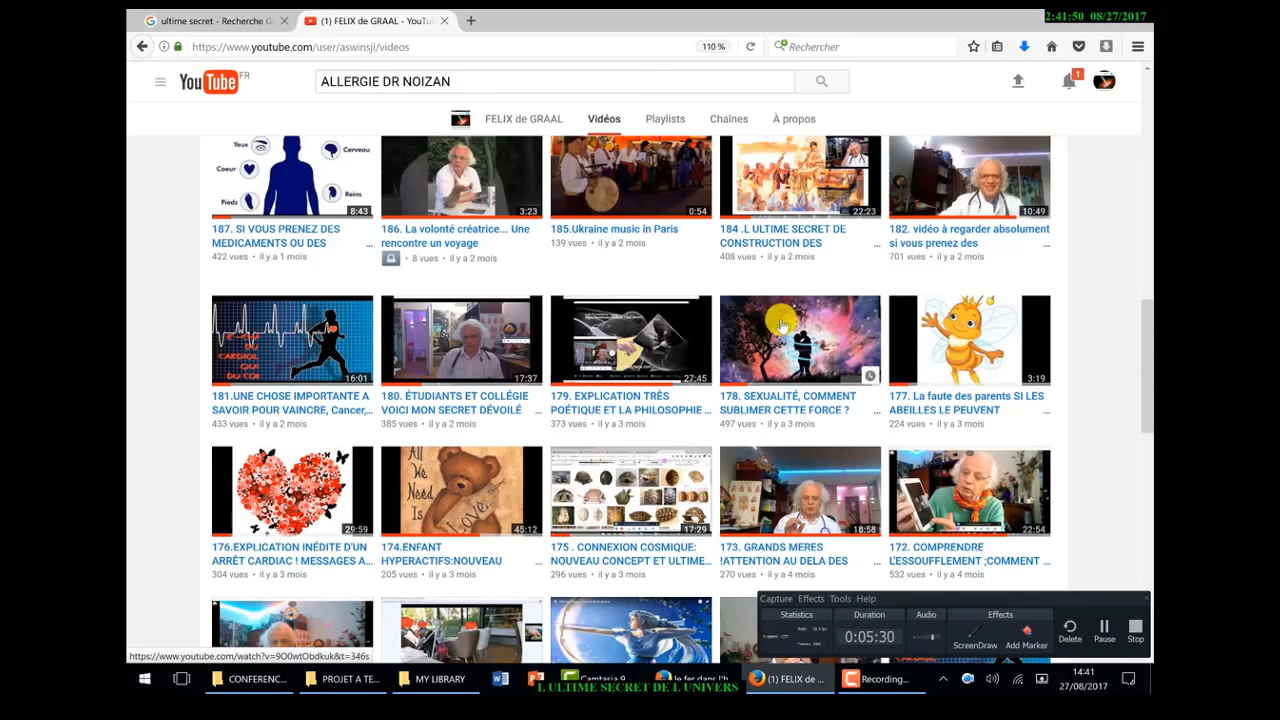 2:41:50 08/27/2017
ultime secret - Recherche G
(1) FELIX de GRAAL - YouTu
https://www.youtube.com/user/aswinsjl/videos
110 %
Rechercher
YouTube FR
ALLERGIE DR NOIZAN
1
FELIX de GRAAL
Vidéos
Playlists
Chaînes
À propos
Yeux
Cerveau
Coeur
Reins
Pieds
8:43
3:23
0:54
22:23
10:49
187. SI VOUS PRENEZ DES
MEDICAMENTS OU DES ...
422 vues • il y a 1 mois
186. La volonté créatrice... Une
rencontre un voyage
8 vues • il y a 2 mois
185.Ukraine music in Paris
139 vues • il y a 2 mois
184 .L ULTIME SECRET DE
CONSTRUCTION DES
408 vues • il y a 2 mois
182. vidéo à regarder absolument
si vous prenez des ...
701 vues • il y a 2 mois
16:01
17:37
27:45
3:19
181.UNE CHOSE IMPORTANTE A
SAVOIR POUR VAINCRE, Cancer,...
433 vues • il y a 2 mois
180. ÉTUDIANTS ET COLLÉGIE
VOICI MON SECRET DÉVOILÉ ...
385 vues • il y a 2 mois
179. EXPLICATION TRÈS
POÉTIQUE ET LA PHILOSOPHIE ...
373 vues • il y a 3 mois
178. SEXUALITÉ, COMMENT
SUBLIMER CETTE FORCE ?
497 vues • il y a 3 mois
177. La faute des parents SI LES
ABEILLES LE PEUVENT
224 vues • il y a 3 mois
All
We
Need
Is
Love
29:59
45:12
17:29
18:58
22:54
176.EXPLICATION INÉDITE D'UN
ARRÊT CARDIAC ! MESSAGES A...
304 vues • il y a 3 mois
174.ENFANT
HYPERACTIFS:NOUVEAU ...
205 vues • il y a 3 mois
175 . CONNEXION COSMIQUE:
NOUVEAU CONCEPT ET ULTIME...
296 vues • il y a 3 mois
173. GRANDS MERES
!ATTENTION AU DELA DES ...
270 vues • il y a 4 mois
172. COMPRENDRE
L'ESSOUFFLEMENT ;COMMENT ...
532 vues • il y a 4 mois
Capture Effects Tools Help
Statistics
Duration
Audio
Effects
0:05:30
ScreenDraw
Add Marker
Delete
Pause
Stop
https://www.youtube.com/watch?v=9O0wtObdkuk&t=346s
CONFERENC...
PROJET A TE...
MY LIBRARY
Camtasia 9
le fer dans l'h
(1) FELIX de ...
Recording...
14:41
27/08/2017
L ULTIME SECRET DE L UNIVERS